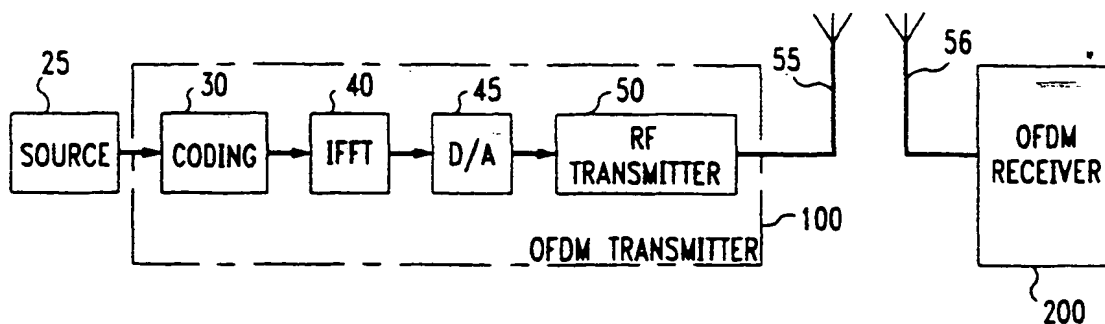 25
30
40
45
50
55
56
SOURCE
CODING
IFFT
D/A
RF
TRANSMITTER
OFDM
RECEIVER
OFDM TRANSMITTER
100
200